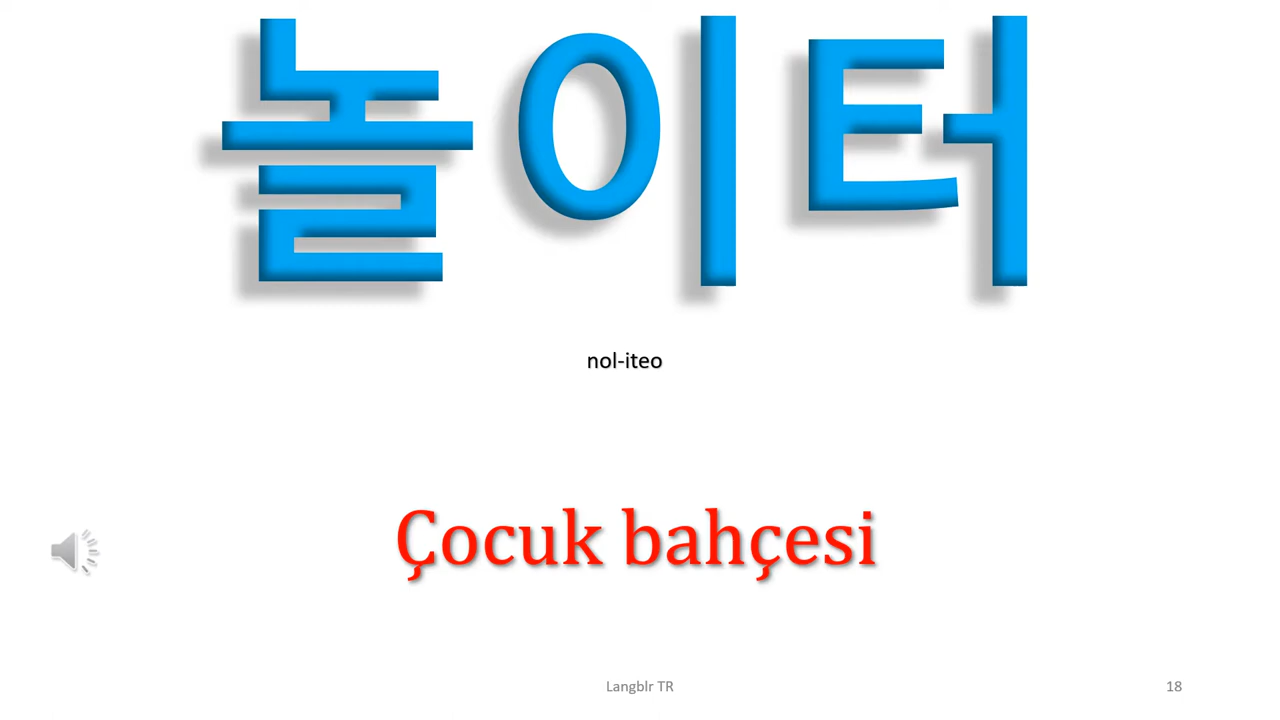 놀이터
nol-iteo
Çocuk bahçesi
Langblr TR
18